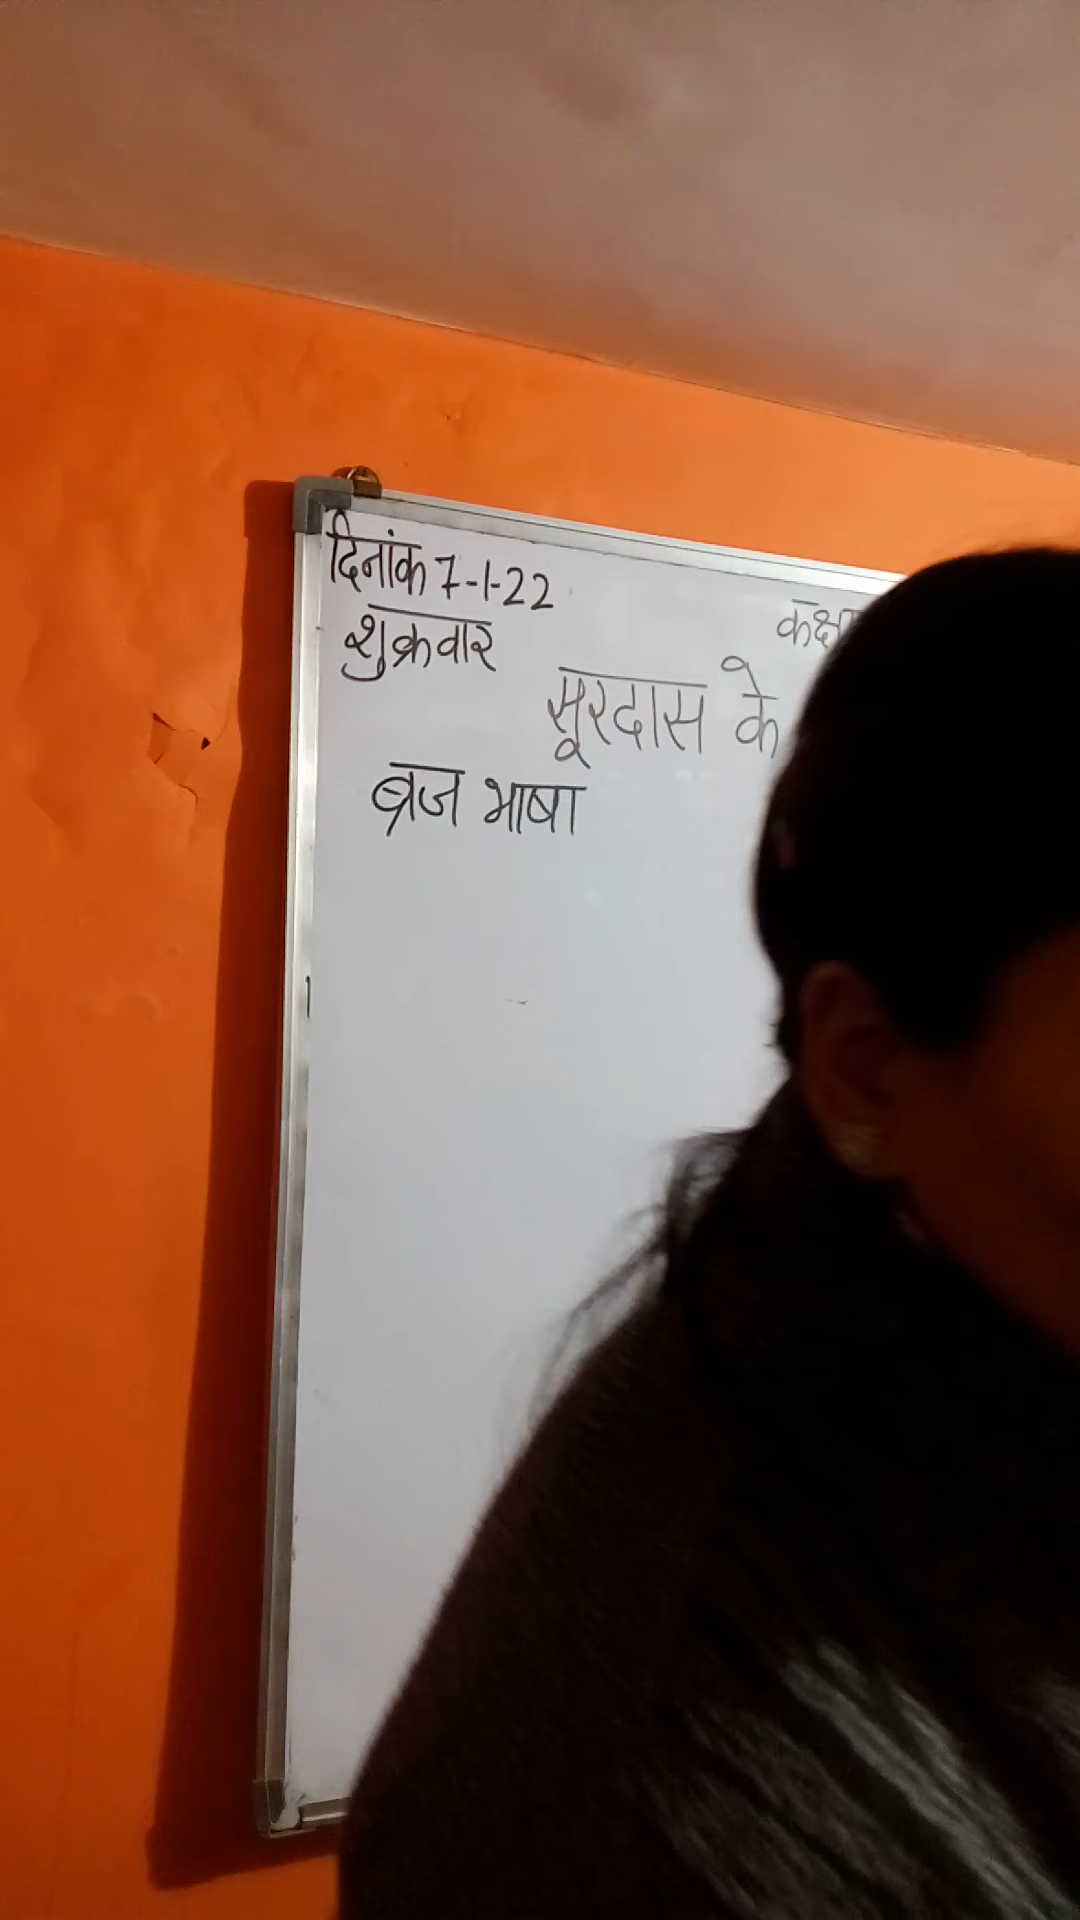 दिनांक 7-1-22
शुक्रवार
सूरदास के
ब्रज भाषा